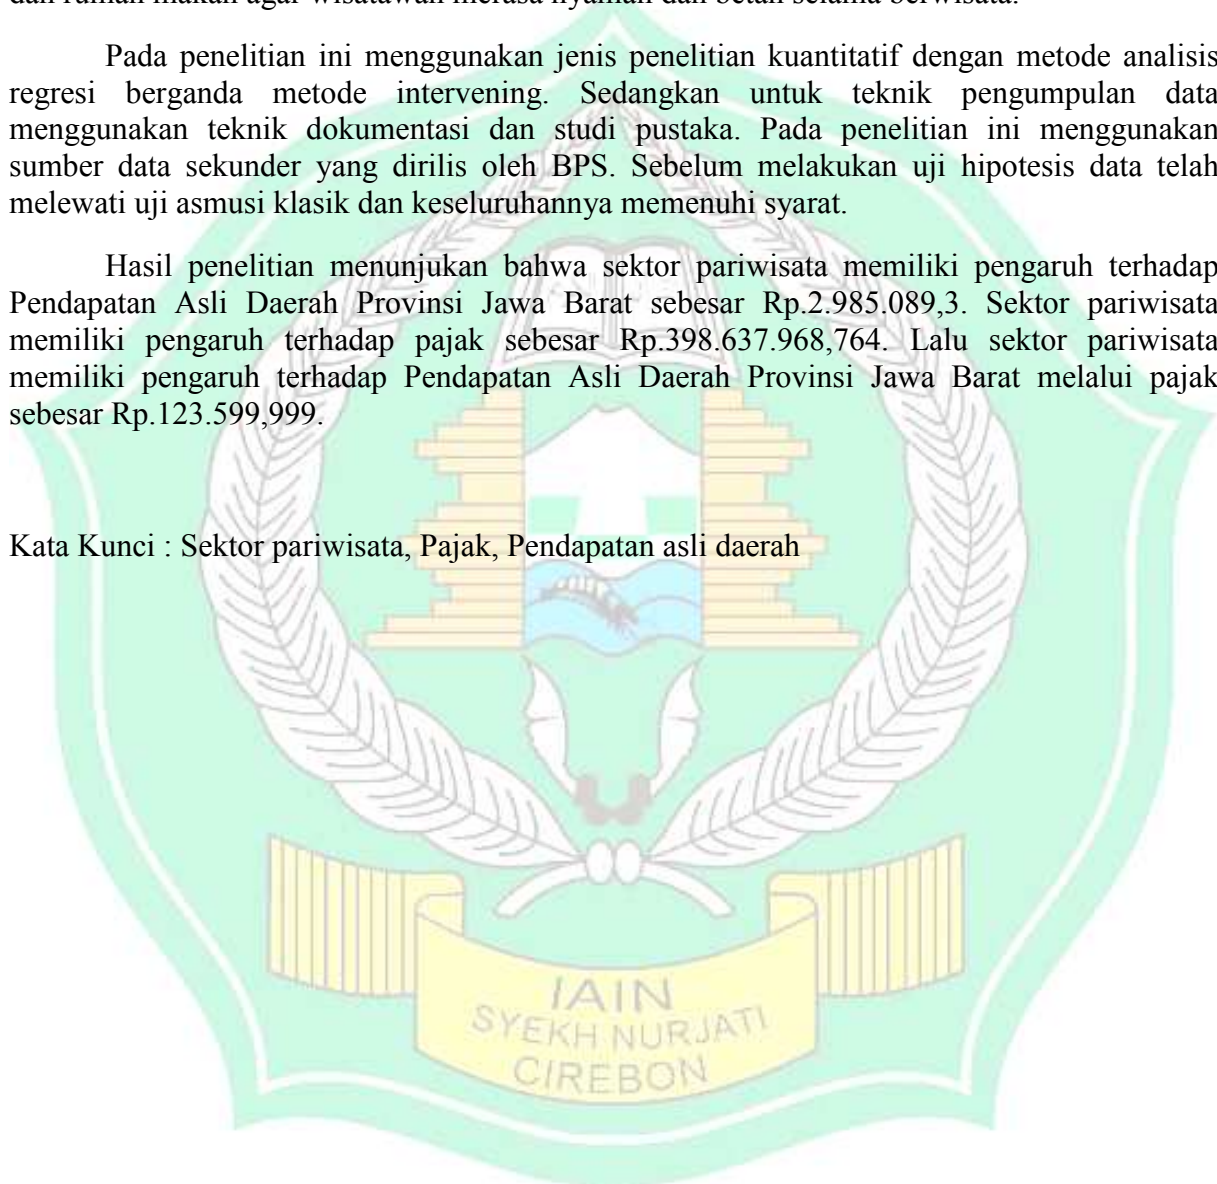 dan rumah makan agar wisatawan merasa nyaman dan betah selama berwisata.
Pada penelitian ini menggunakan jenis penelitian kuantitatif dengan metode analisis
regresi berganda metode intervening. Sedangkan untuk teknik pengumpulan data
menggunakan teknik dokumentasi dan studi pustaka. Pada penelitian ini menggunakan
sumber data sekunder yang dirilis oleh BPS. Sebelum melakukan uji hipotesis data telah
melewati uji asmusi klasik dan keseluruhannya memenuhi syarat.
Hasil penelitian menunjukan bahwa sektor pariwisata memiliki pengaruh terhadap
Pendapatan Asli Daerah Provinsi Jawa Barat sebesar Rp.2.985.089,3. Sektor pariwisata
memiliki pengaruh terhadap pajak sebesar Rp.398.637.968,764. Lalu sektor pariwisata
memiliki pengaruh terhadap Pendapatan Asli Daerah Provinsi Jawa Barat melalui pajak
sebesar Rp.123.599,999.
Kata Kunci : Sektor pariwisata, Pajak, Pendapatan asli daerah
IAIN
SYEKH NURJATI
CIREBON